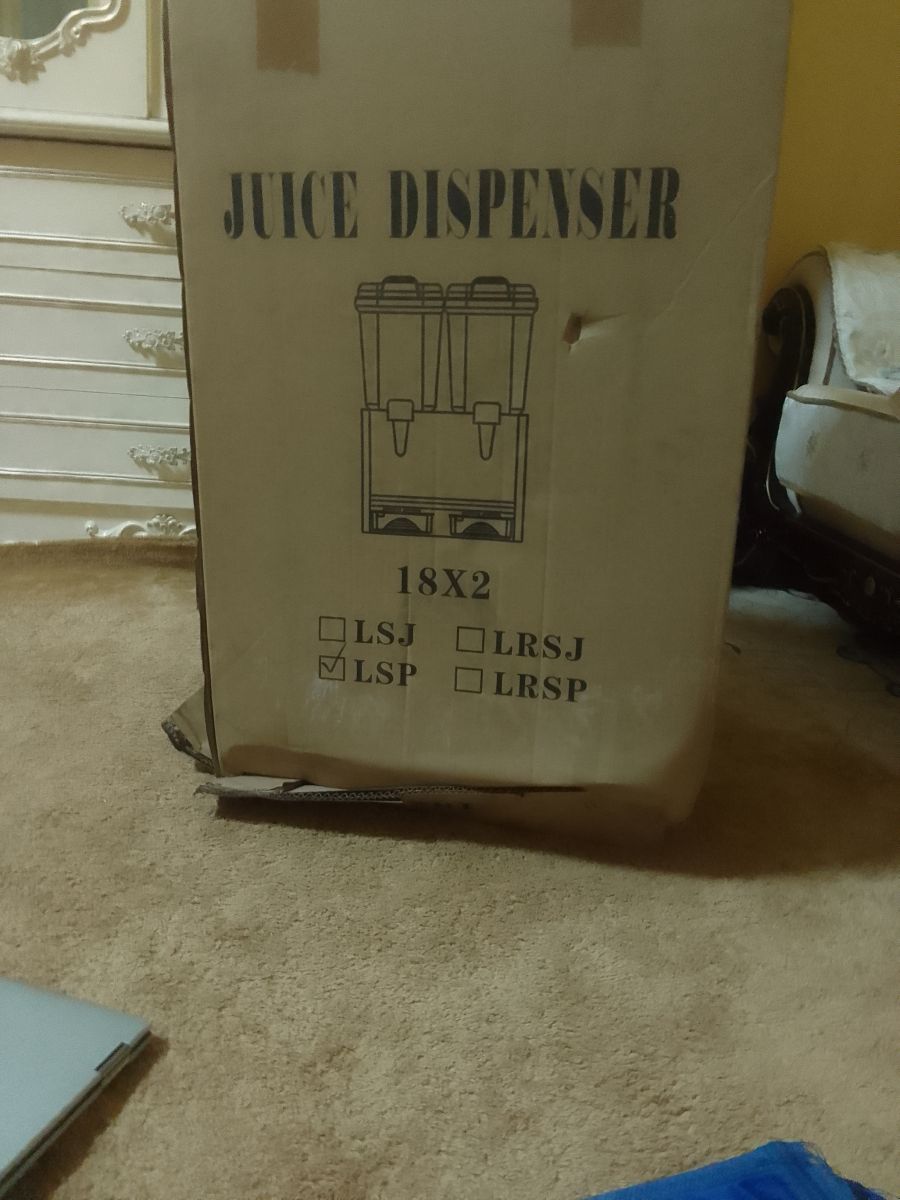 JUICE DISPENSER
18X2
☐ LSJ ☐ LRSJ
☑ LSP ☐ LRSP